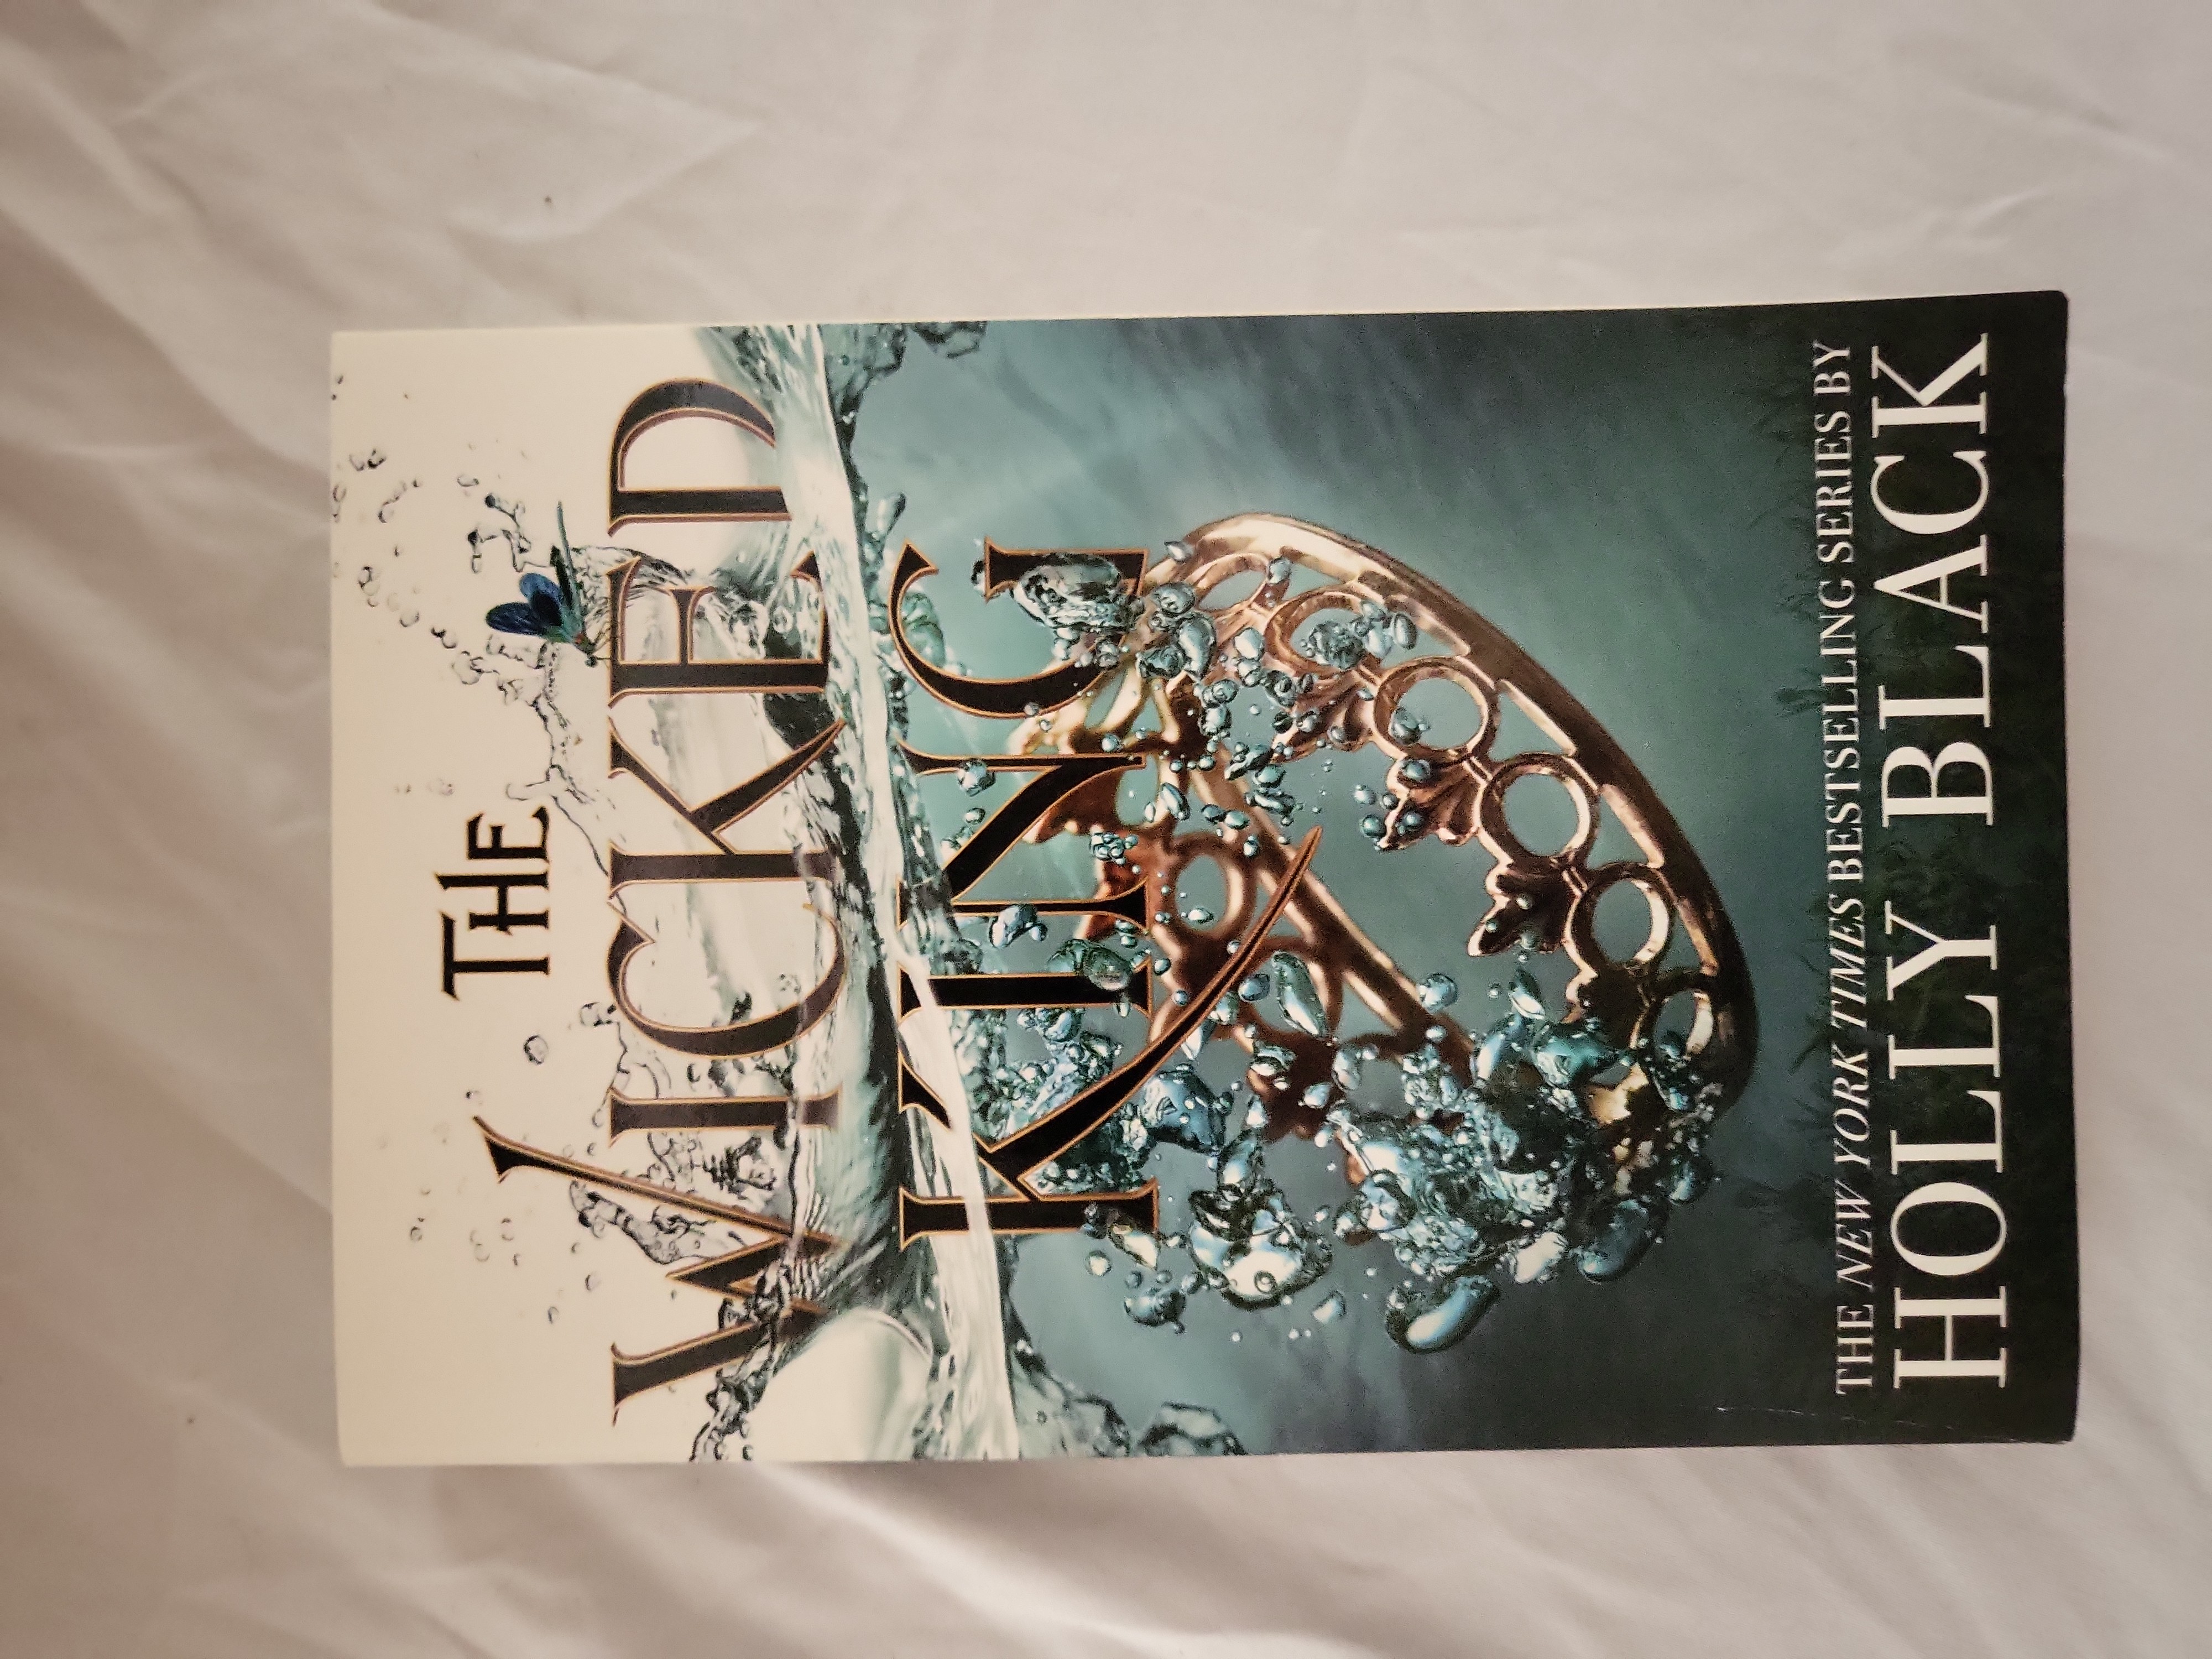 THE
WICKED
KING
THE NEW YORK TIMES BESTSELLING SERIES BY
HOLLY BLACK